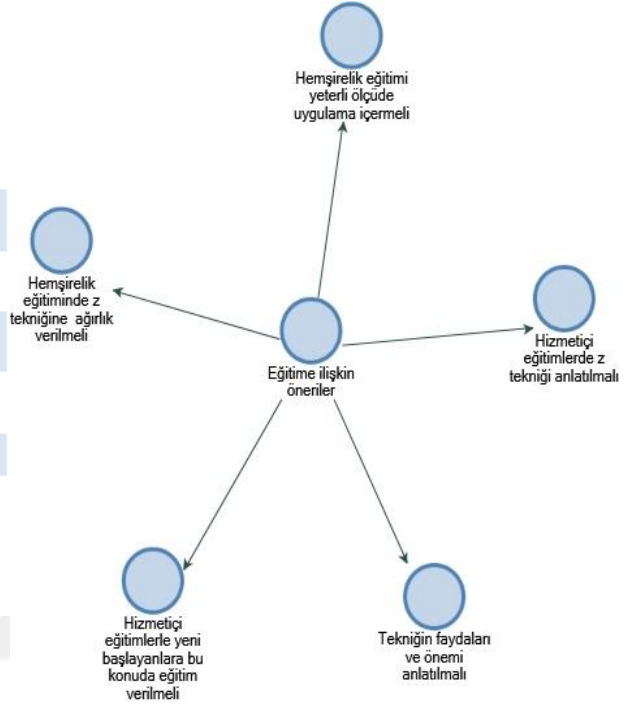 Hemşirelik eğitimi
yeterli ölçüde
uygulama içermeli
Hemşirelik
eğitiminde z
tekniğine ağırlık
verilmeli
Hizmetiçi
eğitimlerde z
tekniği anlatılmalı
Eğitime ilişkin
öneriler
Hizmetiçi
eğitimlerle yeni
başlayanlara bu
konuda eğitim
verilmeli
Tekniğin faydaları
ve önemi
anlatılmalı